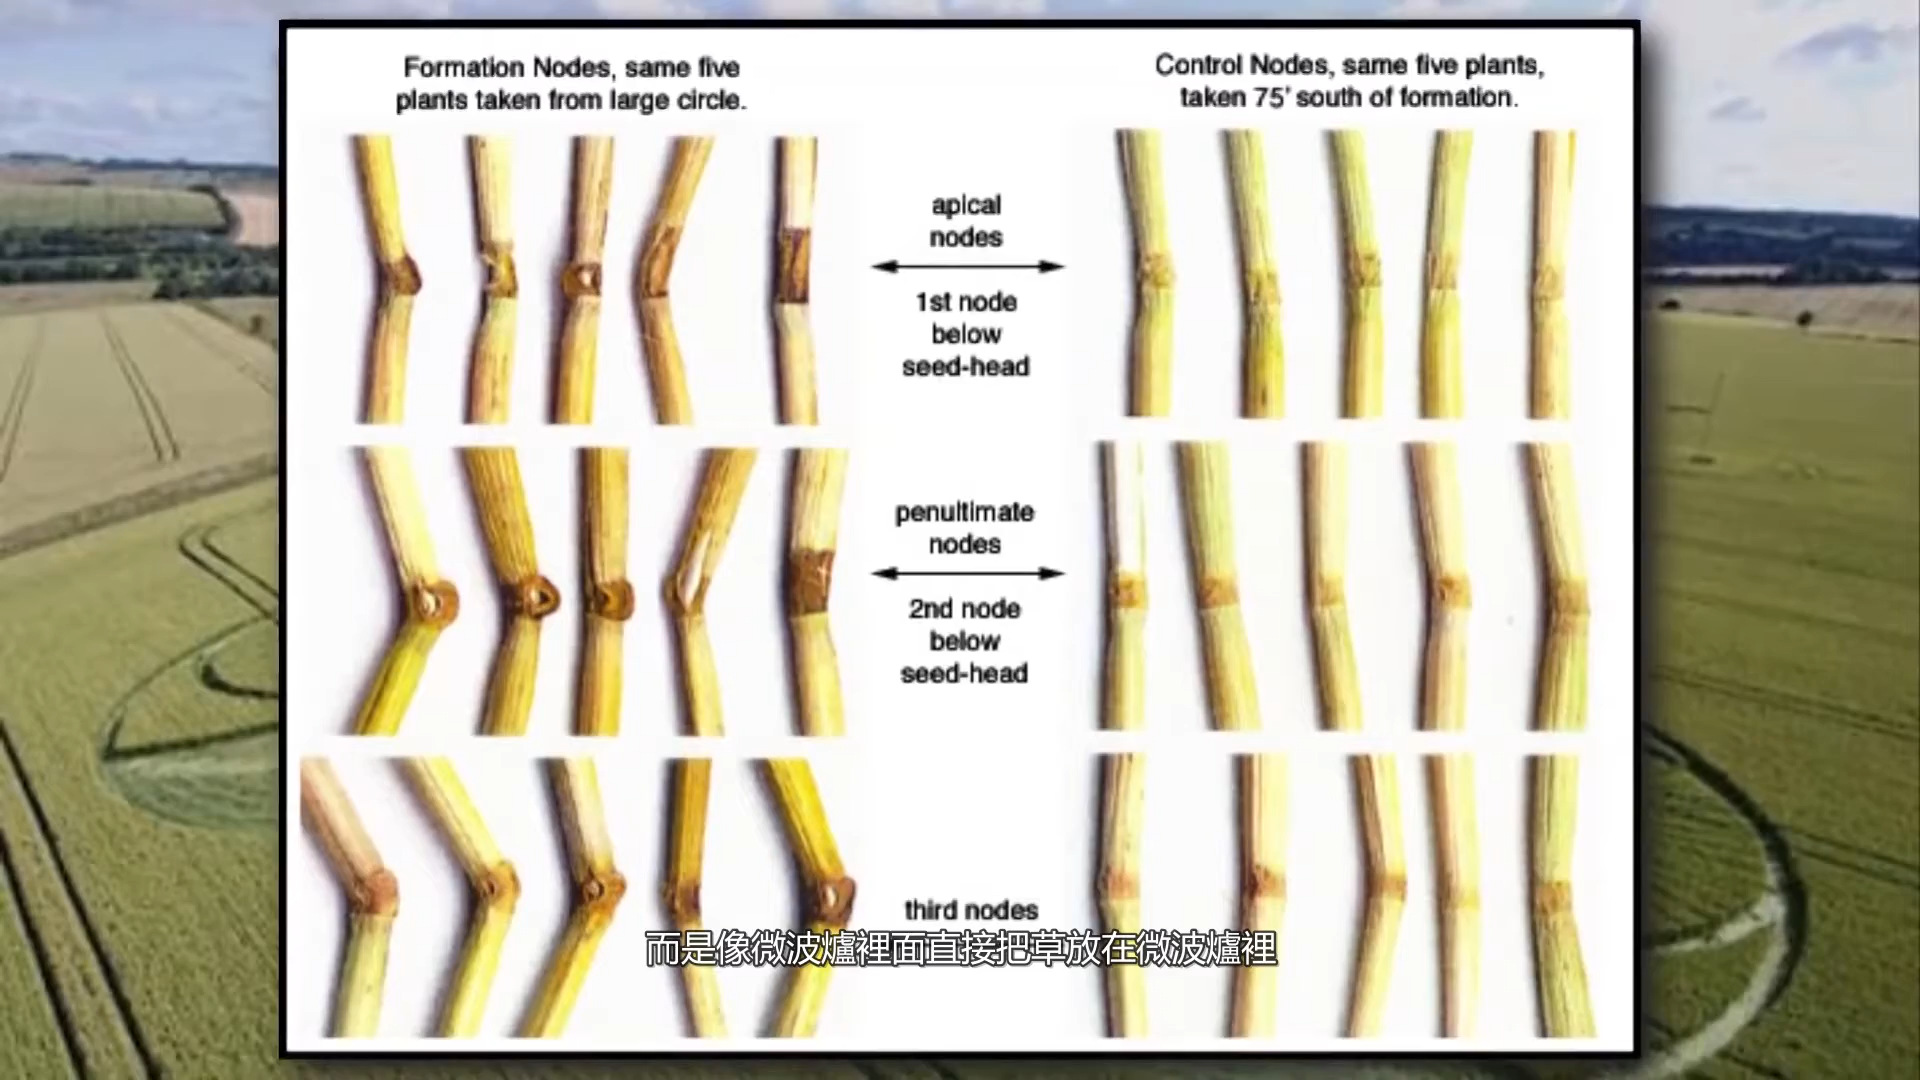 Formation Nodes, same five
plants taken from large circle.
Control Nodes, same five plants,
taken 75' south of formation.
apical
nodes
1st node
below
seed-head
penultimate
nodes
2nd node
below
seed-head
third nodes
而是像微波爐裡面直接把草放在微波爐裡